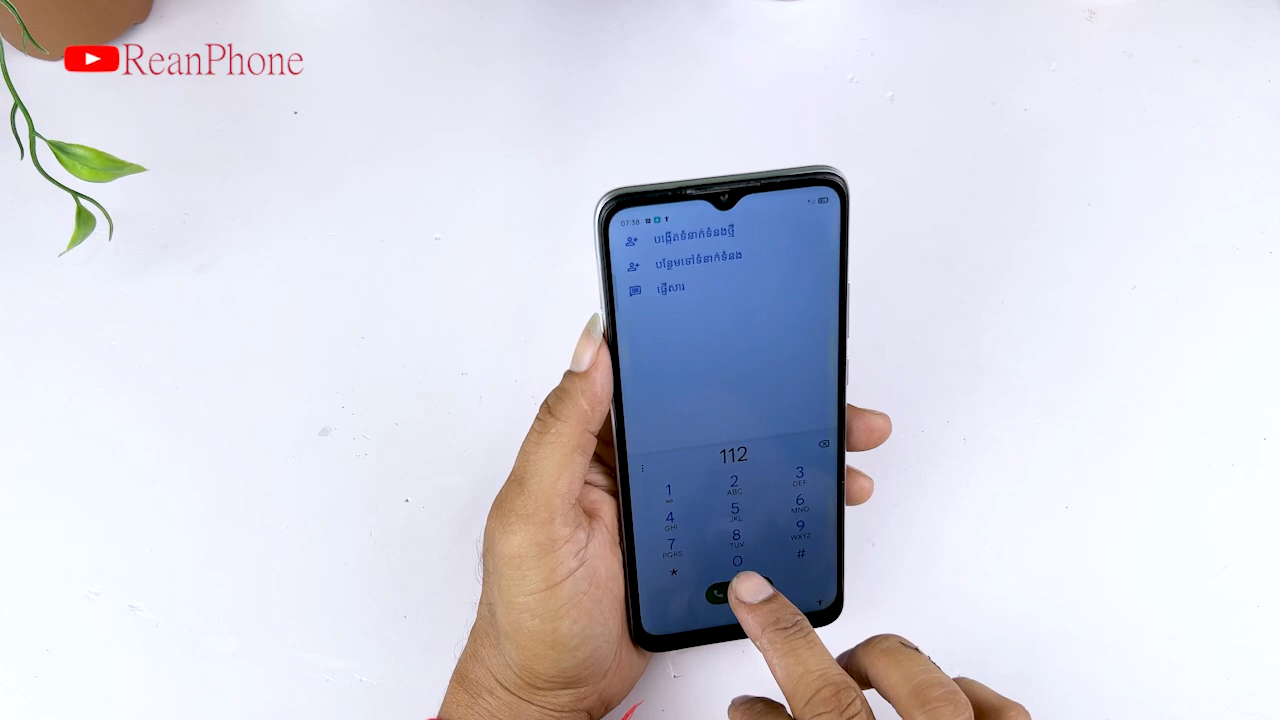 ReanPhone
07:38
បង្កើតទំនាក់ទំនងថ្មី
បន្ថែមទៅទំនាក់ទំនង
ផ្ញើសារ
112
1
2 ABC
3 DEF
4 GHI
5 JKL
6 MNO
7 PQRS
8 TUV
9 WXYZ
*
0
#